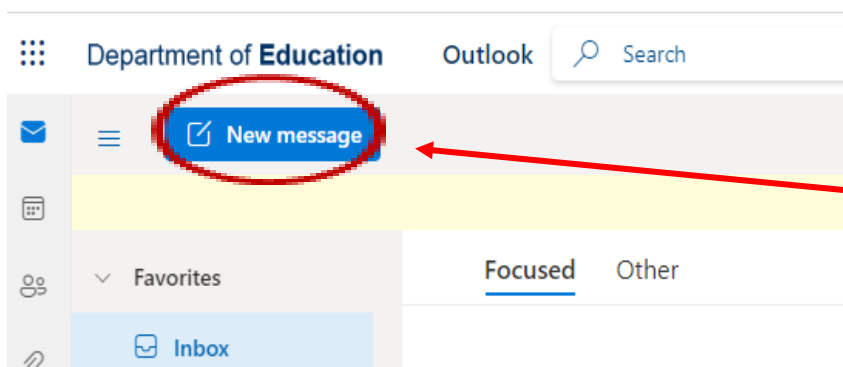 Department of Education Outlook Search
New message
Favorites Focused Other
Inbox